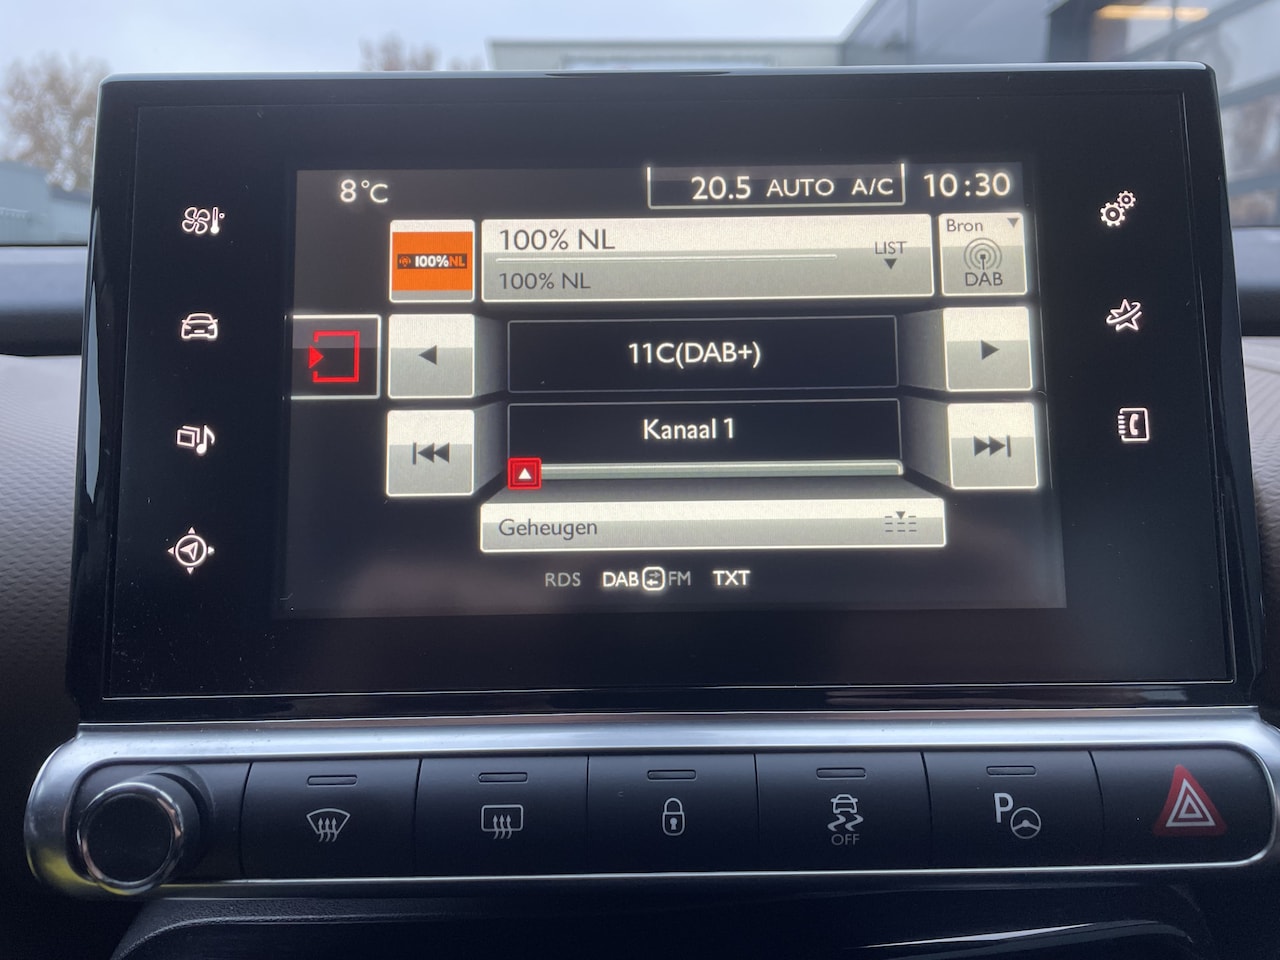 8°C
20.5 AUTO A/C
10:30
100%NL
100% NL
100% NL
LIST
Bron
DAB
11C(DAB+)
Kanaal 1
Geheugen
RDS DAB FM TXT
OFF
P